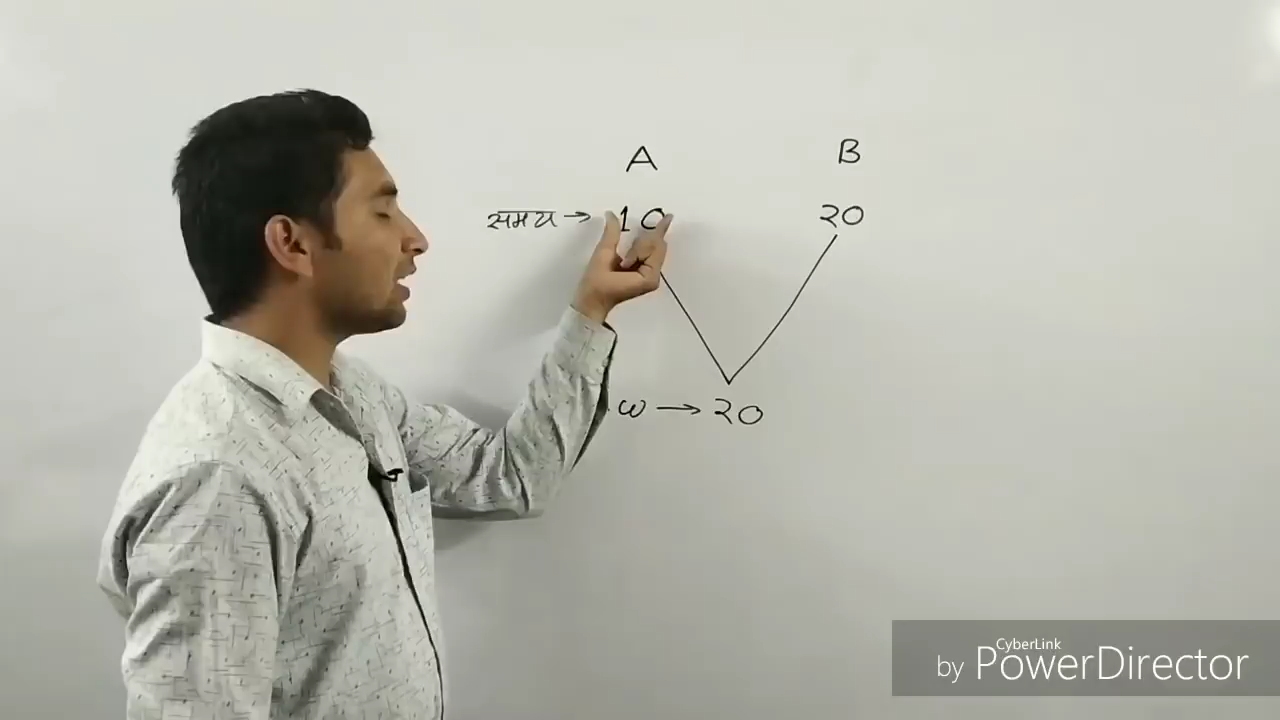 A B
समय → 10 20
W → 20
CyberLink
by PowerDirector